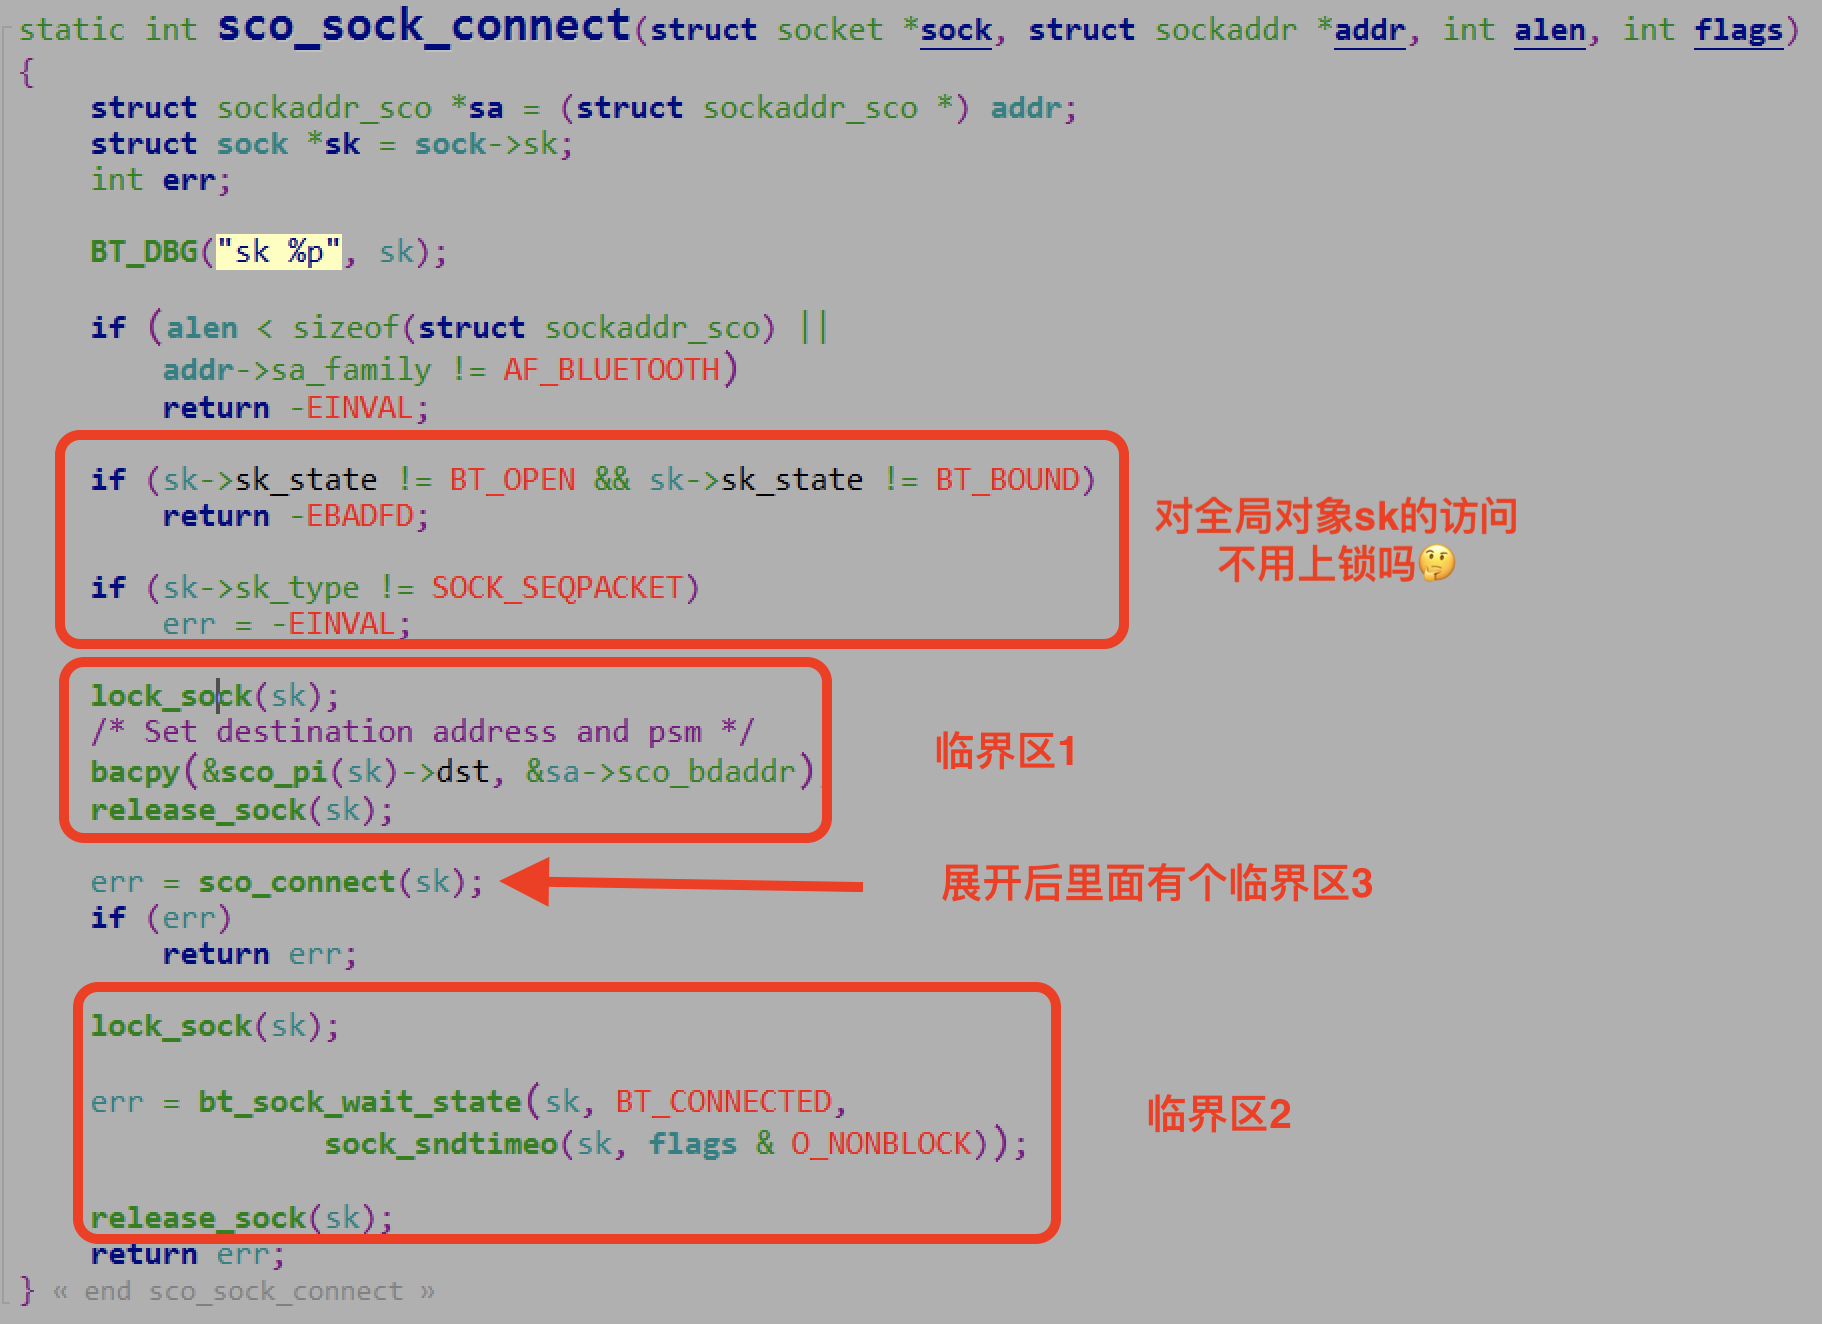 static int sco_sock_connect(struct socket *sock, struct sockaddr *addr, int alen, int flags)
{
struct sockaddr_sco *sa = (struct sockaddr_sco *) addr;
struct sock *sk = sock->sk;
int err;
BT_DBG("sk %p", sk);
if (alen < sizeof(struct sockaddr_sco) ||
addr->sa_family != AF_BLUETOOTH)
return -EINVAL;
if (sk->sk_state != BT_OPEN && sk->sk_state != BT_BOUND)
return -EBADFD;
对全局对象sk的访问
不用上锁吗🤔
if (sk->sk_type != SOCK_SEQPACKET)
err = -EINVAL;
lock_sock(sk);
/* Set destination address and psm */
bacpy(&sco_pi(sk)->dst, &sa->sco_bdaddr)
release_sock(sk);
临界区1
err = sco_connect(sk);
展开后里面有个临界区3
if (err)
return err;
lock_sock(sk);
err = bt_sock_wait_state(sk, BT_CONNECTED,
sock_sndtimeo(sk, flags & O_NONBLOCK));
临界区2
release_sock(sk);
return err;
} « end sco_sock_connect »